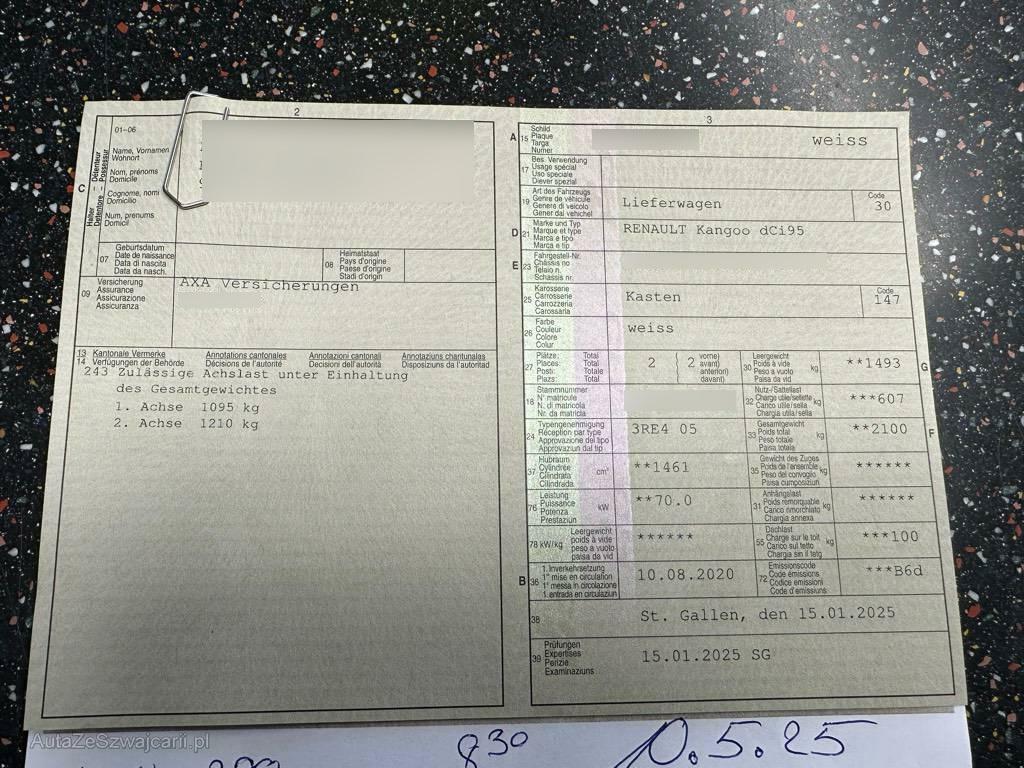 2
01–06
Name, Vornamen
Wohnort
Nom, prénoms
Domicile
Cognome, nomi
Domicilio
Num, prenums
Domicil
C
Halter – Détenteur
Detentore – Possessur
07
Geburtsdatum
Date de naissance
Data di nascita
Data da nasch.
08
Heimatstaat
Pays d'origine
Paese d'origine
Stadi d'origin
09
Versicherung
Assurance
Assicurazione
Assicuranza
AXA Versicherungen
13 Kantonale Vermerke Annotations cantonales Annotazioni cantonali Annotaziuns chantunalas
14 Verfügungen der Behörde Décisions de l'autorité Decisioni dell'autorità Disposiziuns da l'autoritad
243 Zulässige Achslast unter Einhaltung
des Gesamtgewichtes
1. Achse 1095 kg
2. Achse 1210 kg
3
A 15
Schild
Plaque
Targa
Numer
weiss
17
Bes. Verwendung
Usage spécial
Uso speciale
Diever spezial
19
Art des Fahrzeugs
Genre de véhicule
Genere di veicolo
Gener dal vehichel
Lieferwagen
Code
30
D 21
Marke und Typ
Marque et type
Marca e tipo
Marca e tip
RENAULT Kangoo dCi95
E 23
Fahrgestell-Nr.
Châssis no
Telaio n.
Schassis nr.
25
Karosserie
Carrosserie
Carrozzeria
Carossaria
Kasten
Code
147
26
Farbe
Couleur
Colore
Colur
weiss
27
Plätze: Total
Places: Total
Posti: Totale
Plazs: Total
2
2
vorne)
avant)
anteriori)
davant)
30
Leergewicht
Poids à vide
Peso a vuoto
Paisa da vid
kg
**1493
G
18
Stammnummer
N° matricule
N. di matricola
Nr. da matricla
32
Nutz-/Sattellast
Charge utile/sellette
Carico utile/sella
Chargia utila/sella
kg
***607
24
Typengenehmigung
Réception par type
Approvazione del tipo
Approvaziun dal tip
3RE4 05
33
Gesamtgewicht
Poids total
Peso totale
Paisa totala
kg
**2100
F
37
Hubraum
Cylindrée
Cilindrata
Cilindrada
cm³
**1461
35
Gewicht des Zuges
Poids de l'ensemble
Peso del convoglio
Paisa cumposiziun
kg
******
76
Leistung
Puissance
Potenza
Prestaziun
kW
**70.0
31
Anhängelast
Poids remorquable
Carico rimorchiato
Chargia annexa
kg
******
78 kW/kg
Leergewicht
poids à vide
peso a vuoto
paisa da vid
******
55
Dachlast
Charge sur le toit
Carico sul tetto
Chargia sin il tetg
kg
***100
B 36
1. Inverkehrsetzung
1re mise en circulation
1a messa in circolazione
1. entrada en circulaziun
10.08.2020
72
Emissionscode
Code émissions
Codice emissioni
Code d'emissiuns
***B6d
38
St. Gallen, den 15.01.2025
39
Prüfungen
Expertises
Perizie
Examinaziuns
15.01.2025 SG
AutaZeSzwajcarii.pl
830
10.5.25